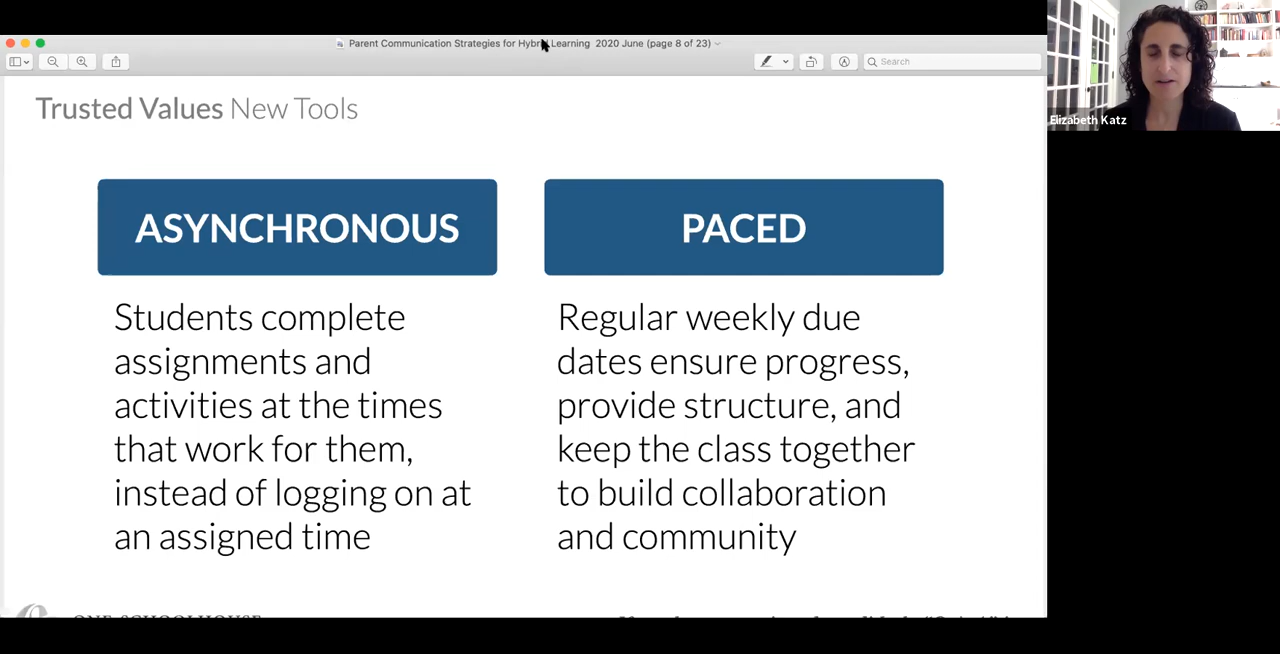 Parent Communication Strategies for Hybrid Learning 2020 June (page 8 of 23)
Search
Elizabeth Katz
Trusted Values New Tools
ASYNCHRONOUS
Students complete
assignments and
activities at the times
that work for them,
instead of logging on at
an assigned time
PACED
Regular weekly due
dates ensure progress,
provide structure, and
keep the class together
to build collaboration
and community
ONE SCHOOLHOUSE